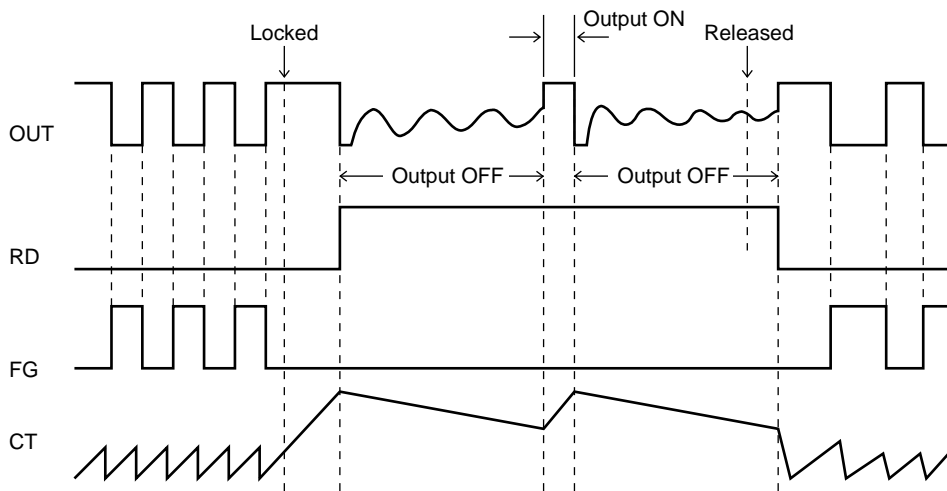 Output ON
Locked
Released
OUT
Output OFF
Output OFF
RD
FG
CT